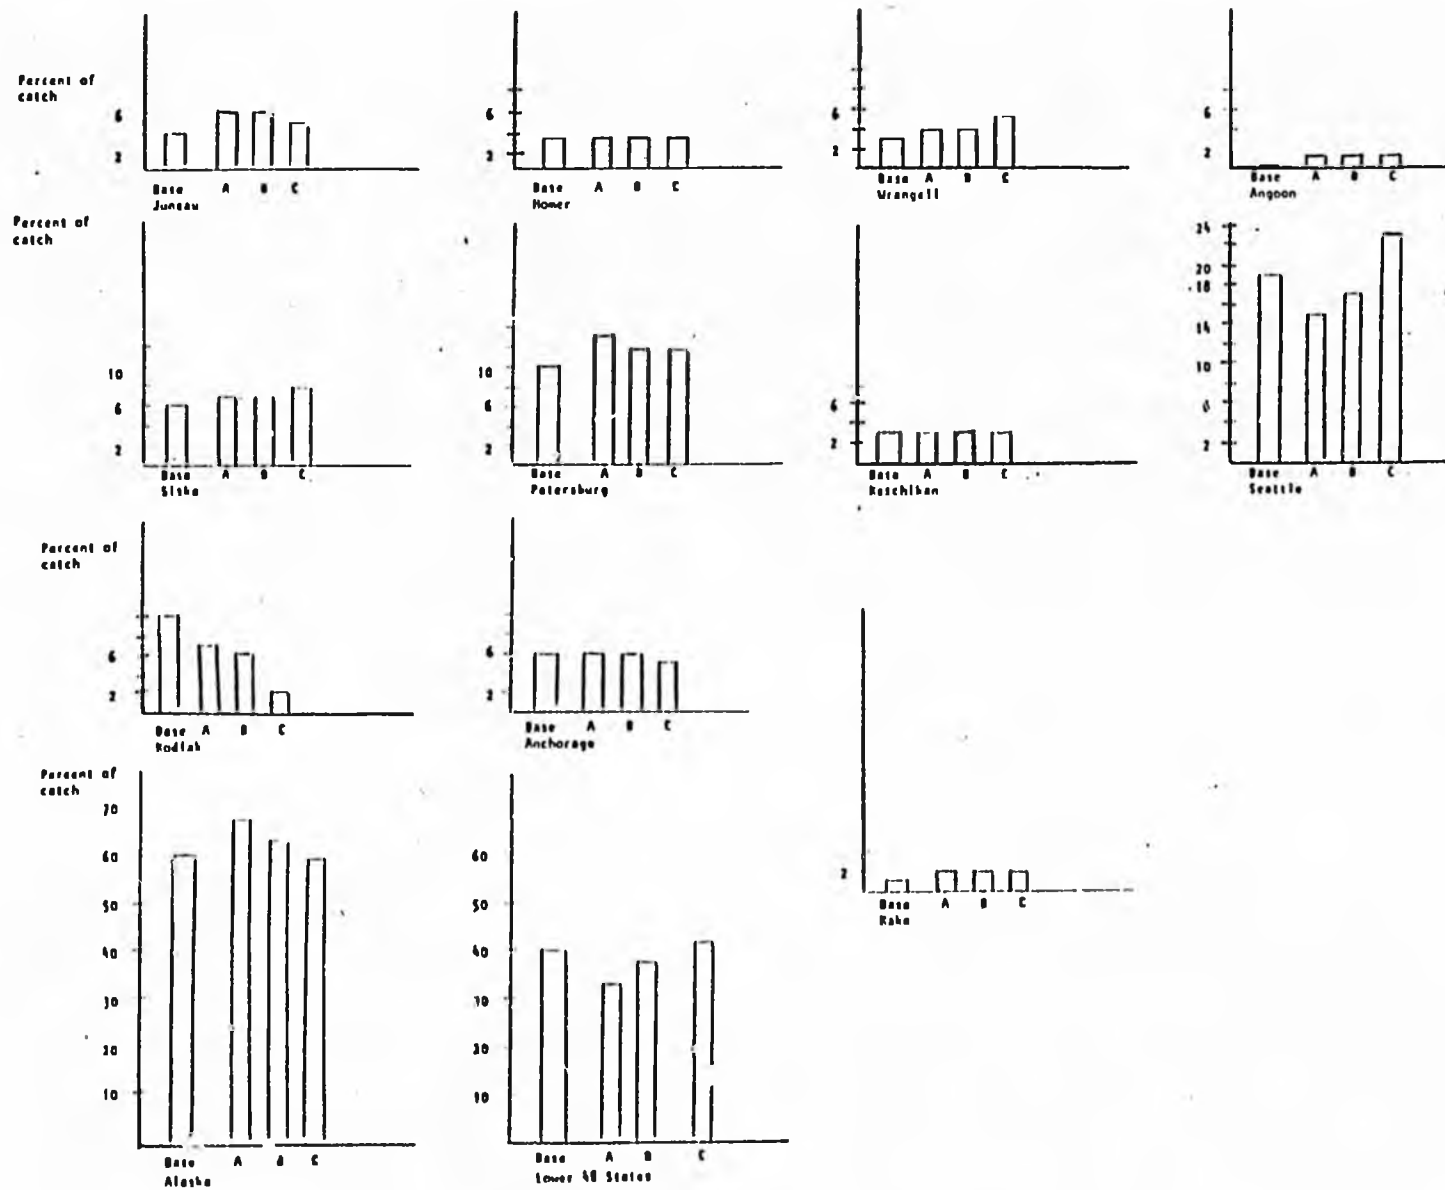 Percent of
catch
6
2
Base A B C
Juneau
6
2
Base A B C
Homer
6
2
Base A B C
Wrangell
6
2
Base A B C
Angoon
Percent of
catch
10
6
2
Base A B C
Sitka
10
6
2
Base A B C
Petersburg
6
2
Base A B C
Ketchikan
24
20
18
14
10
6
2
Base A B C
Seattle
Percent of
catch
6
2
Base A B C
Kodiak
6
2
Base A B C
Anchorage
2
Base A B C
Kake
Percent of
catch
70
60
50
40
30
20
10
Base A B C
Alaska
60
50
40
30
20
10
Base A B C
Lower 48 States